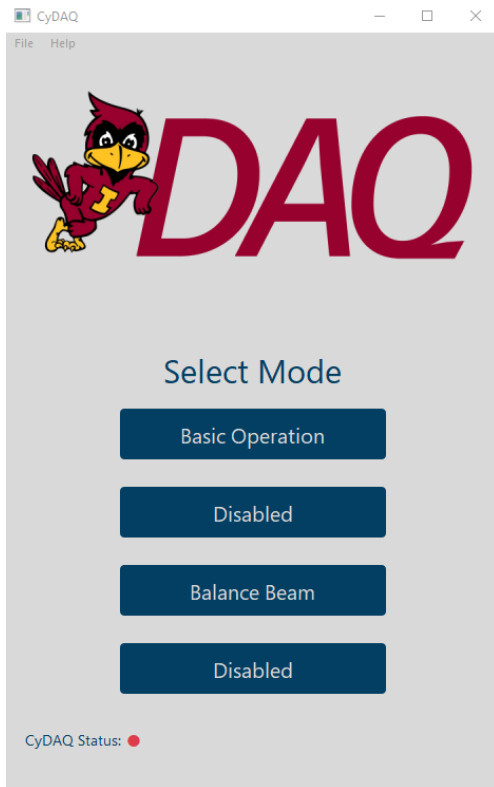 CyDAQ
File Help
I
DAQ
Select Mode
Basic Operation
Disabled
Balance Beam
Disabled
CyDAQ Status: